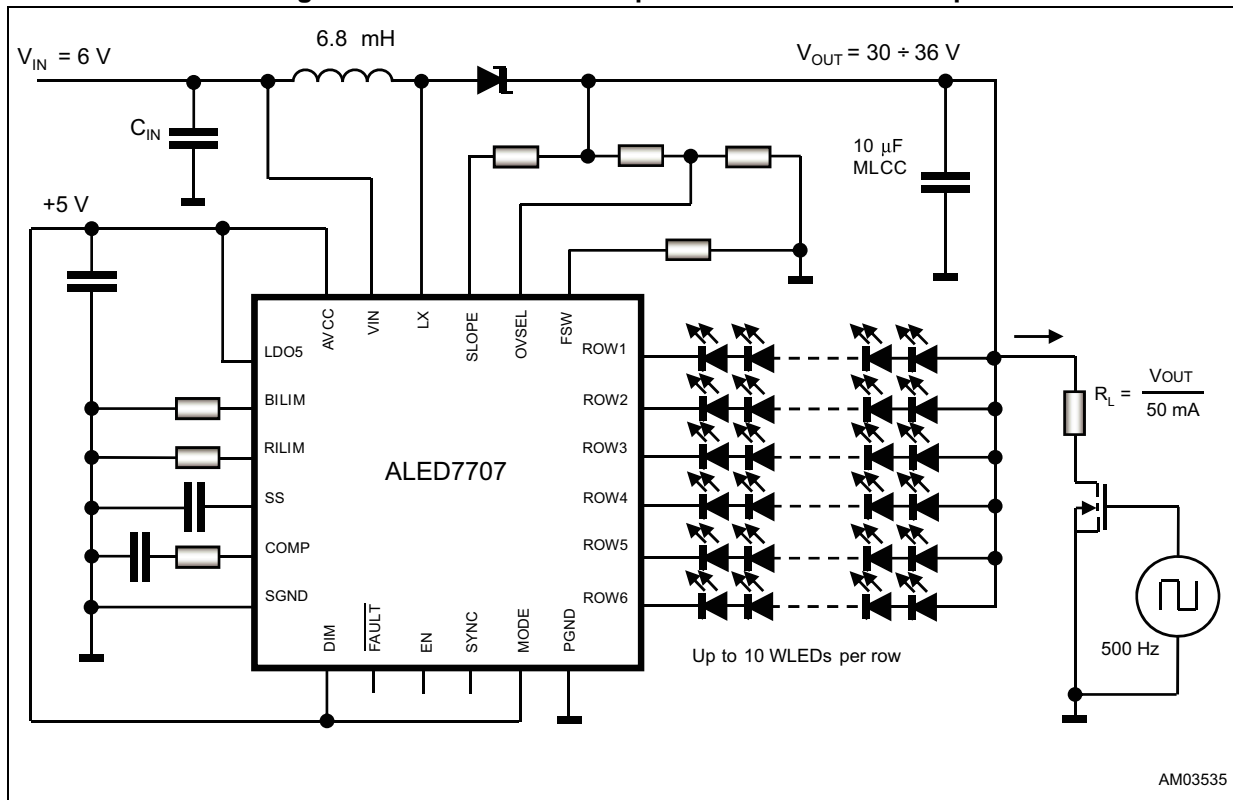 6.8 mH
V_IN = 6 V
V_OUT = 30 ÷ 36 V
C_IN
10 μF
MLCC
+5 V
AVCC
VIN
LX
SLOPE
OVSEL
FSW
LDO5
BILIM
RILIM
SS
COMP
SGND
ALED7707
ROW1
ROW2
ROW3
ROW4
ROW5
ROW6
DIM
FAULT
EN
SYNC
MODE
PGND
R_L = VOUT
50 mA
Up to 10 WLEDs per row
500 Hz
AM03535